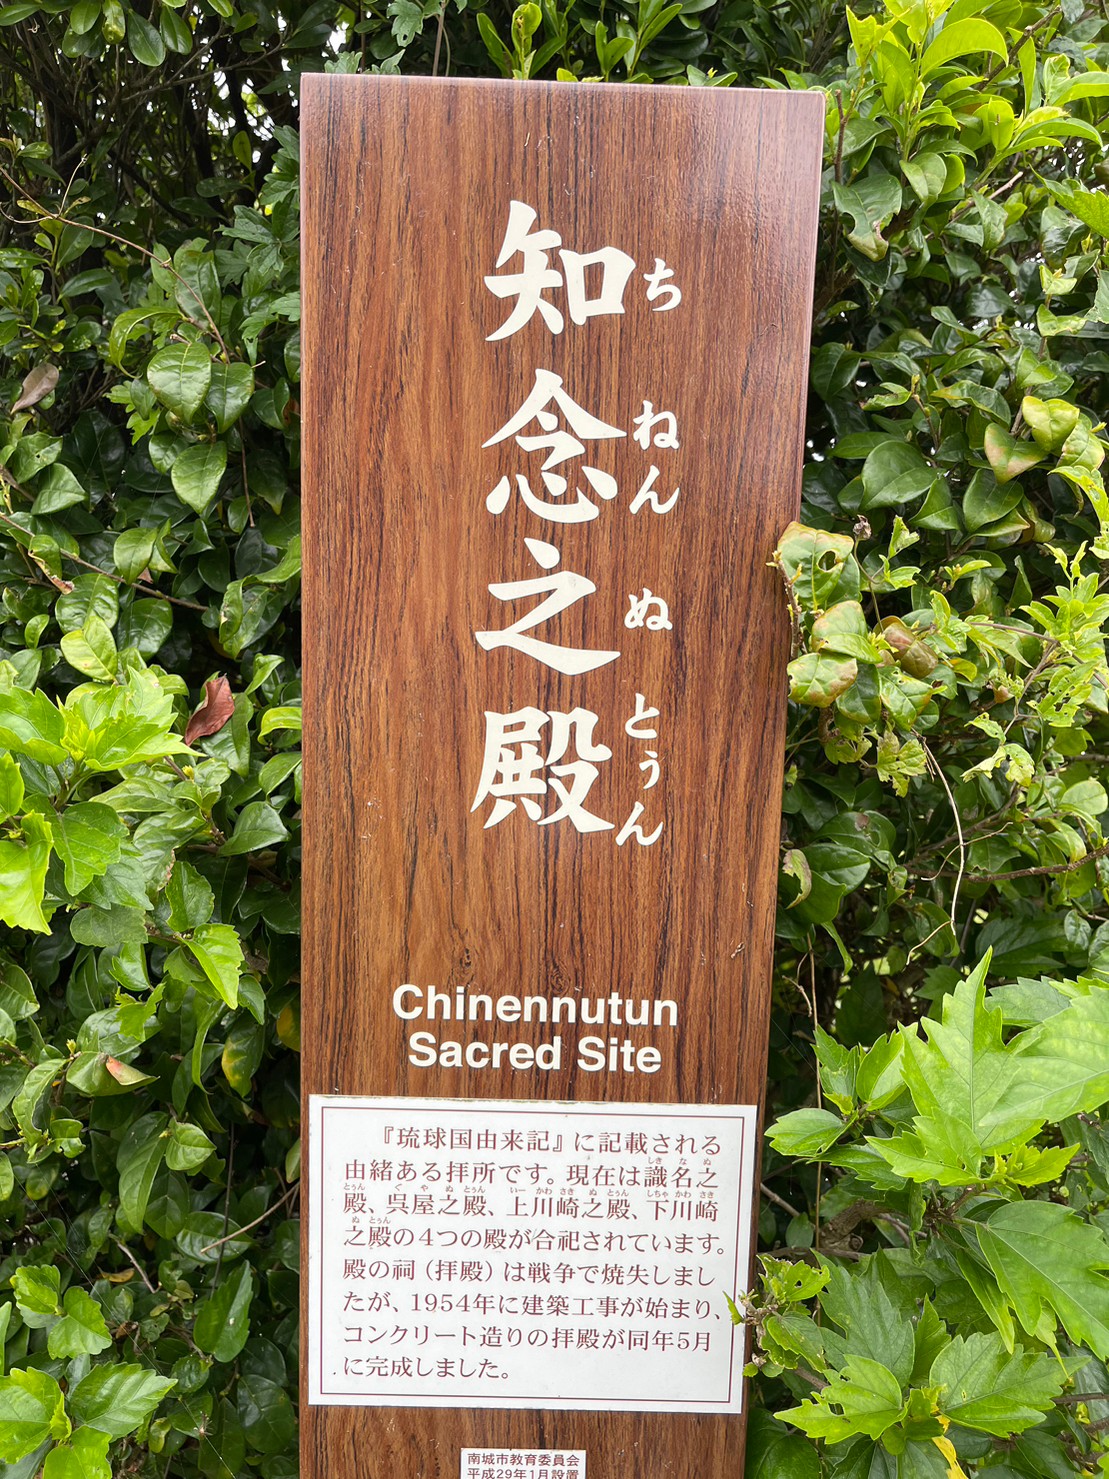 知念之殿
ちねんぬとぅん
Chinennutun
Sacred Site
『琉球国由来記』に記載される
由緒ある拝所です。現在は識名之
殿、呉屋之殿、上川崎之殿、下川崎
之殿の4つの殿が合祀されています。
殿の祠（拝殿）は戦争で焼失しまし
たが、1954年に建築工事が始まり、
コンクリート造りの拝殿が同年5月
に完成しました。
南城市教育委員会
平成29年1月設置